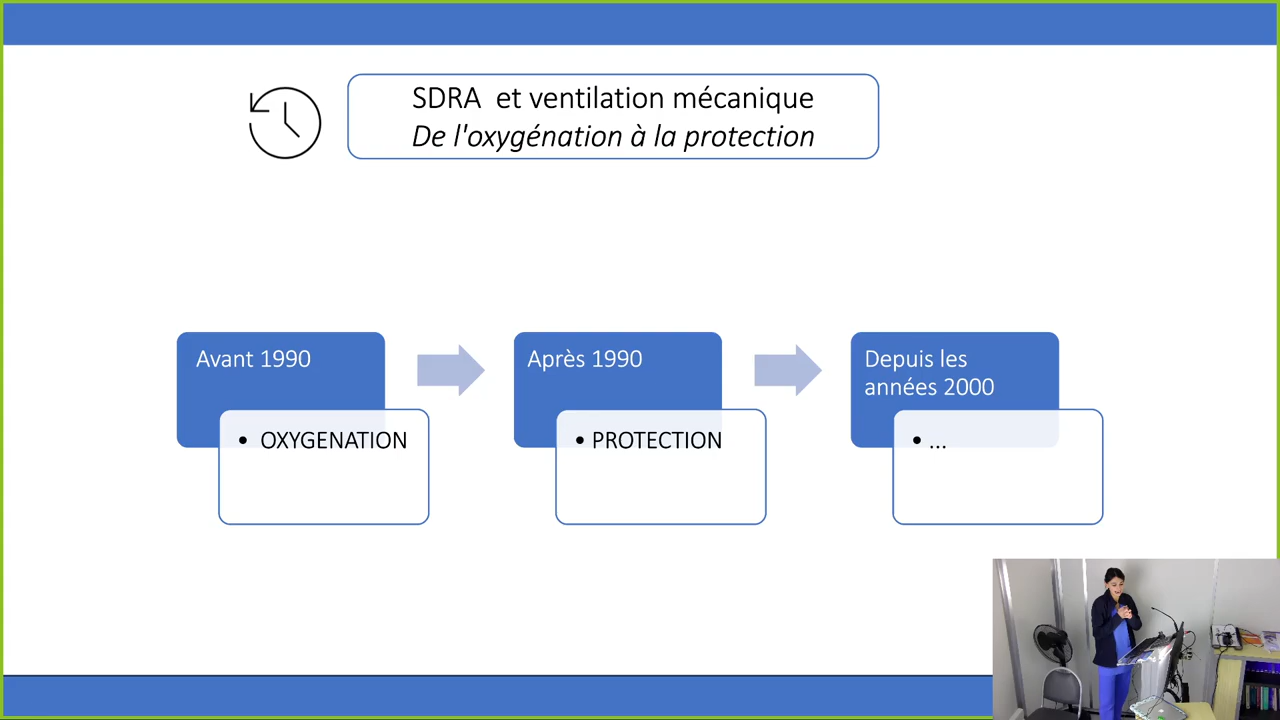 SDRA et ventilation mécanique
De l'oxygénation à la protection
Avant 1990
• OXYGENATION
Après 1990
• PROTECTION
Depuis les
années 2000
• ...